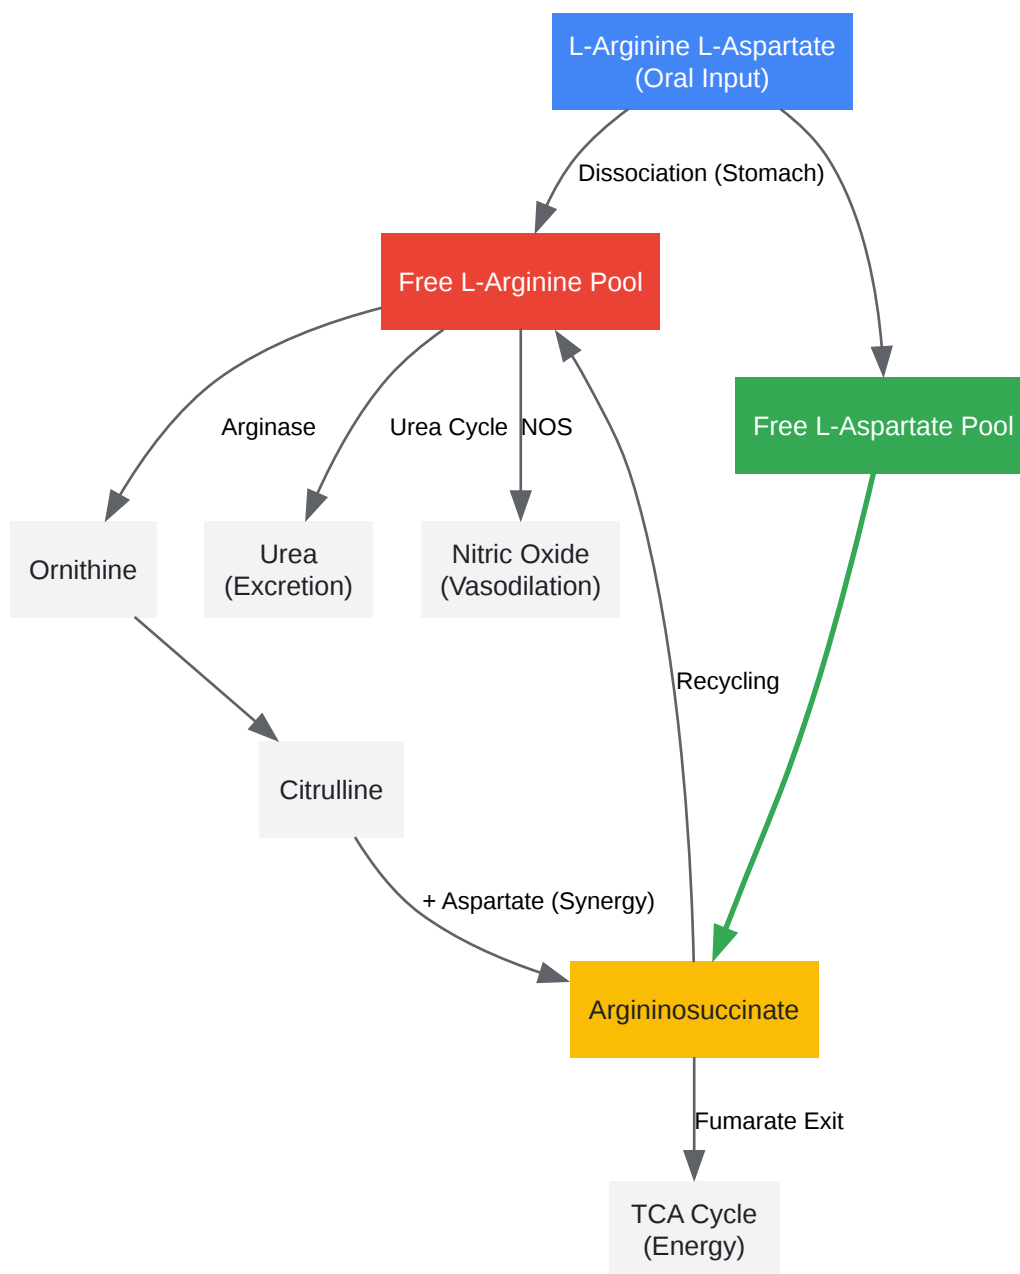 L-Arginine L-Aspartate
(Oral Input)
Dissociation (Stomach)
Free L-Arginine Pool
Free L-Aspartate Pool
Arginase
Urea Cycle
NOS
Ornithine
Urea
(Excretion)
Nitric Oxide
(Vasodilation)
Recycling
Citrulline
+ Aspartate (Synergy)
Argininosuccinate
Fumarate Exit
TCA Cycle
(Energy)